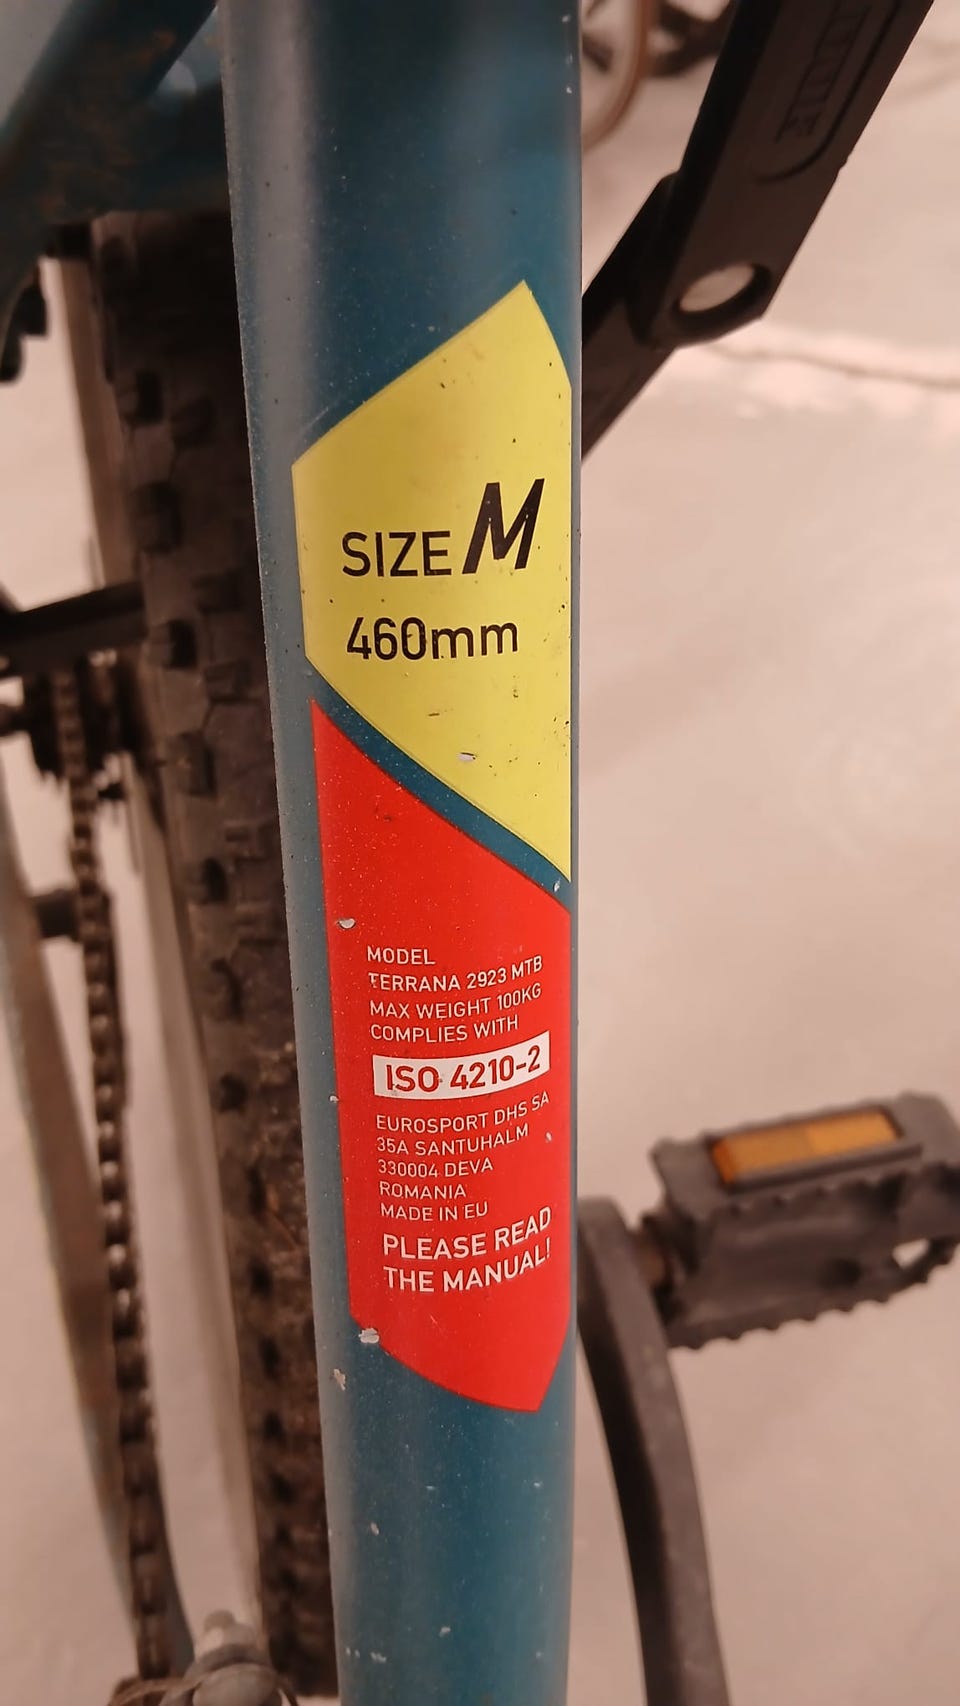 SIZE M
460mm
MODEL
TERRANA 2923 MTB
MAX WEIGHT 100KG
COMPLIES WITH
ISO 4210-2
EUROSPORT DHS SA
35A SANTUHALM
330004 DEVA
ROMANIA
MADE IN EU
PLEASE READ
THE MANUAL!